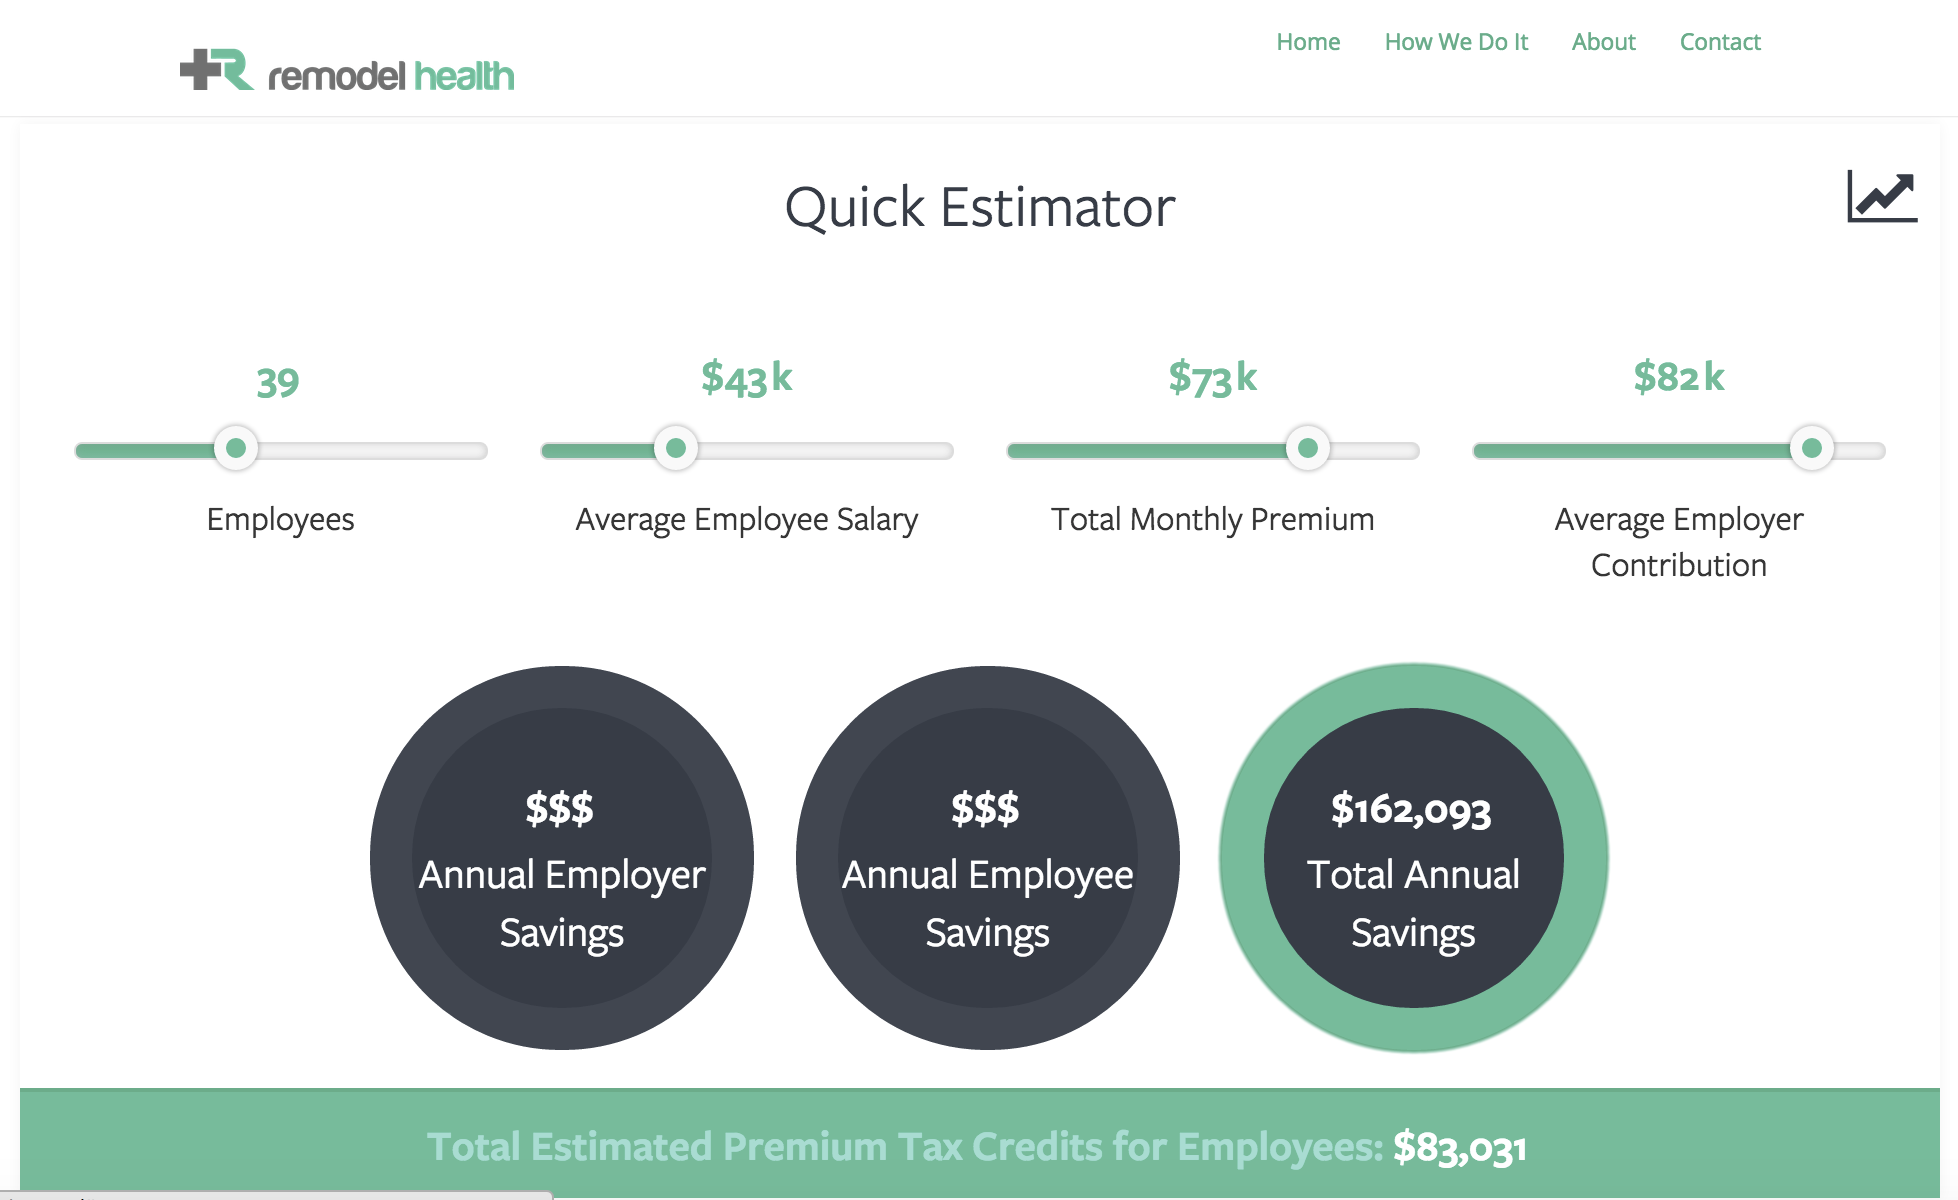 remodel health
Home How We Do It About Contact
Quick Estimator
39 $43k $73k $82k
Employees Average Employee Salary Total Monthly Premium Average Employer
Contribution
$$$ $$$ $162,093
Annual Employer Annual Employee Total Annual
Savings Savings Savings
Total Estimated Premium Tax Credits for Employees: $83,031